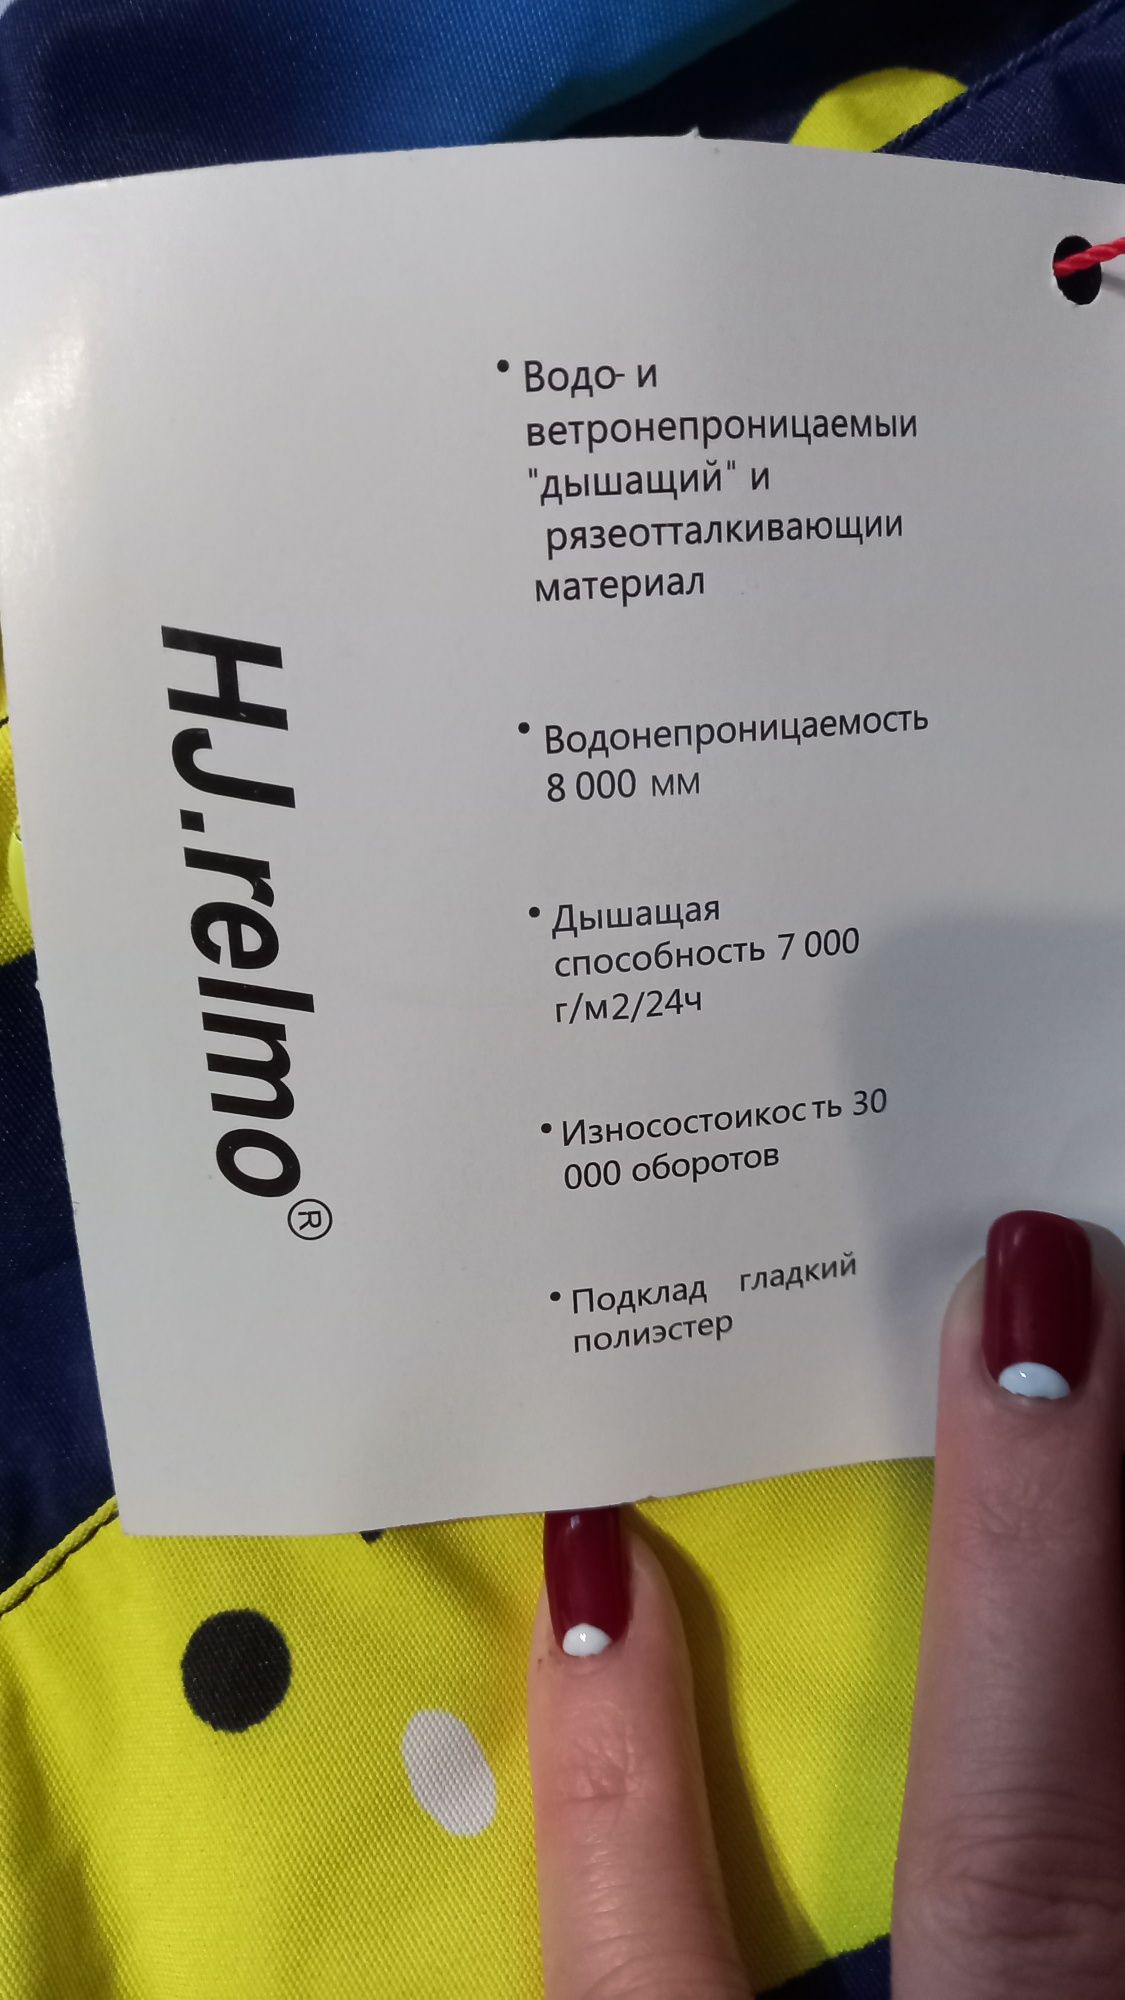 • Водо- и
ветронепроницаемыи
"дышащий" и
рязеотталкивающии
материал
• Водонепроницаемость
8 000 мм
• Дышащая
способность 7 000
г/м2/24ч
• Износостоикость 30
000 оборотов
• Подклад гладкий
полиэстер
HJ.relmo®